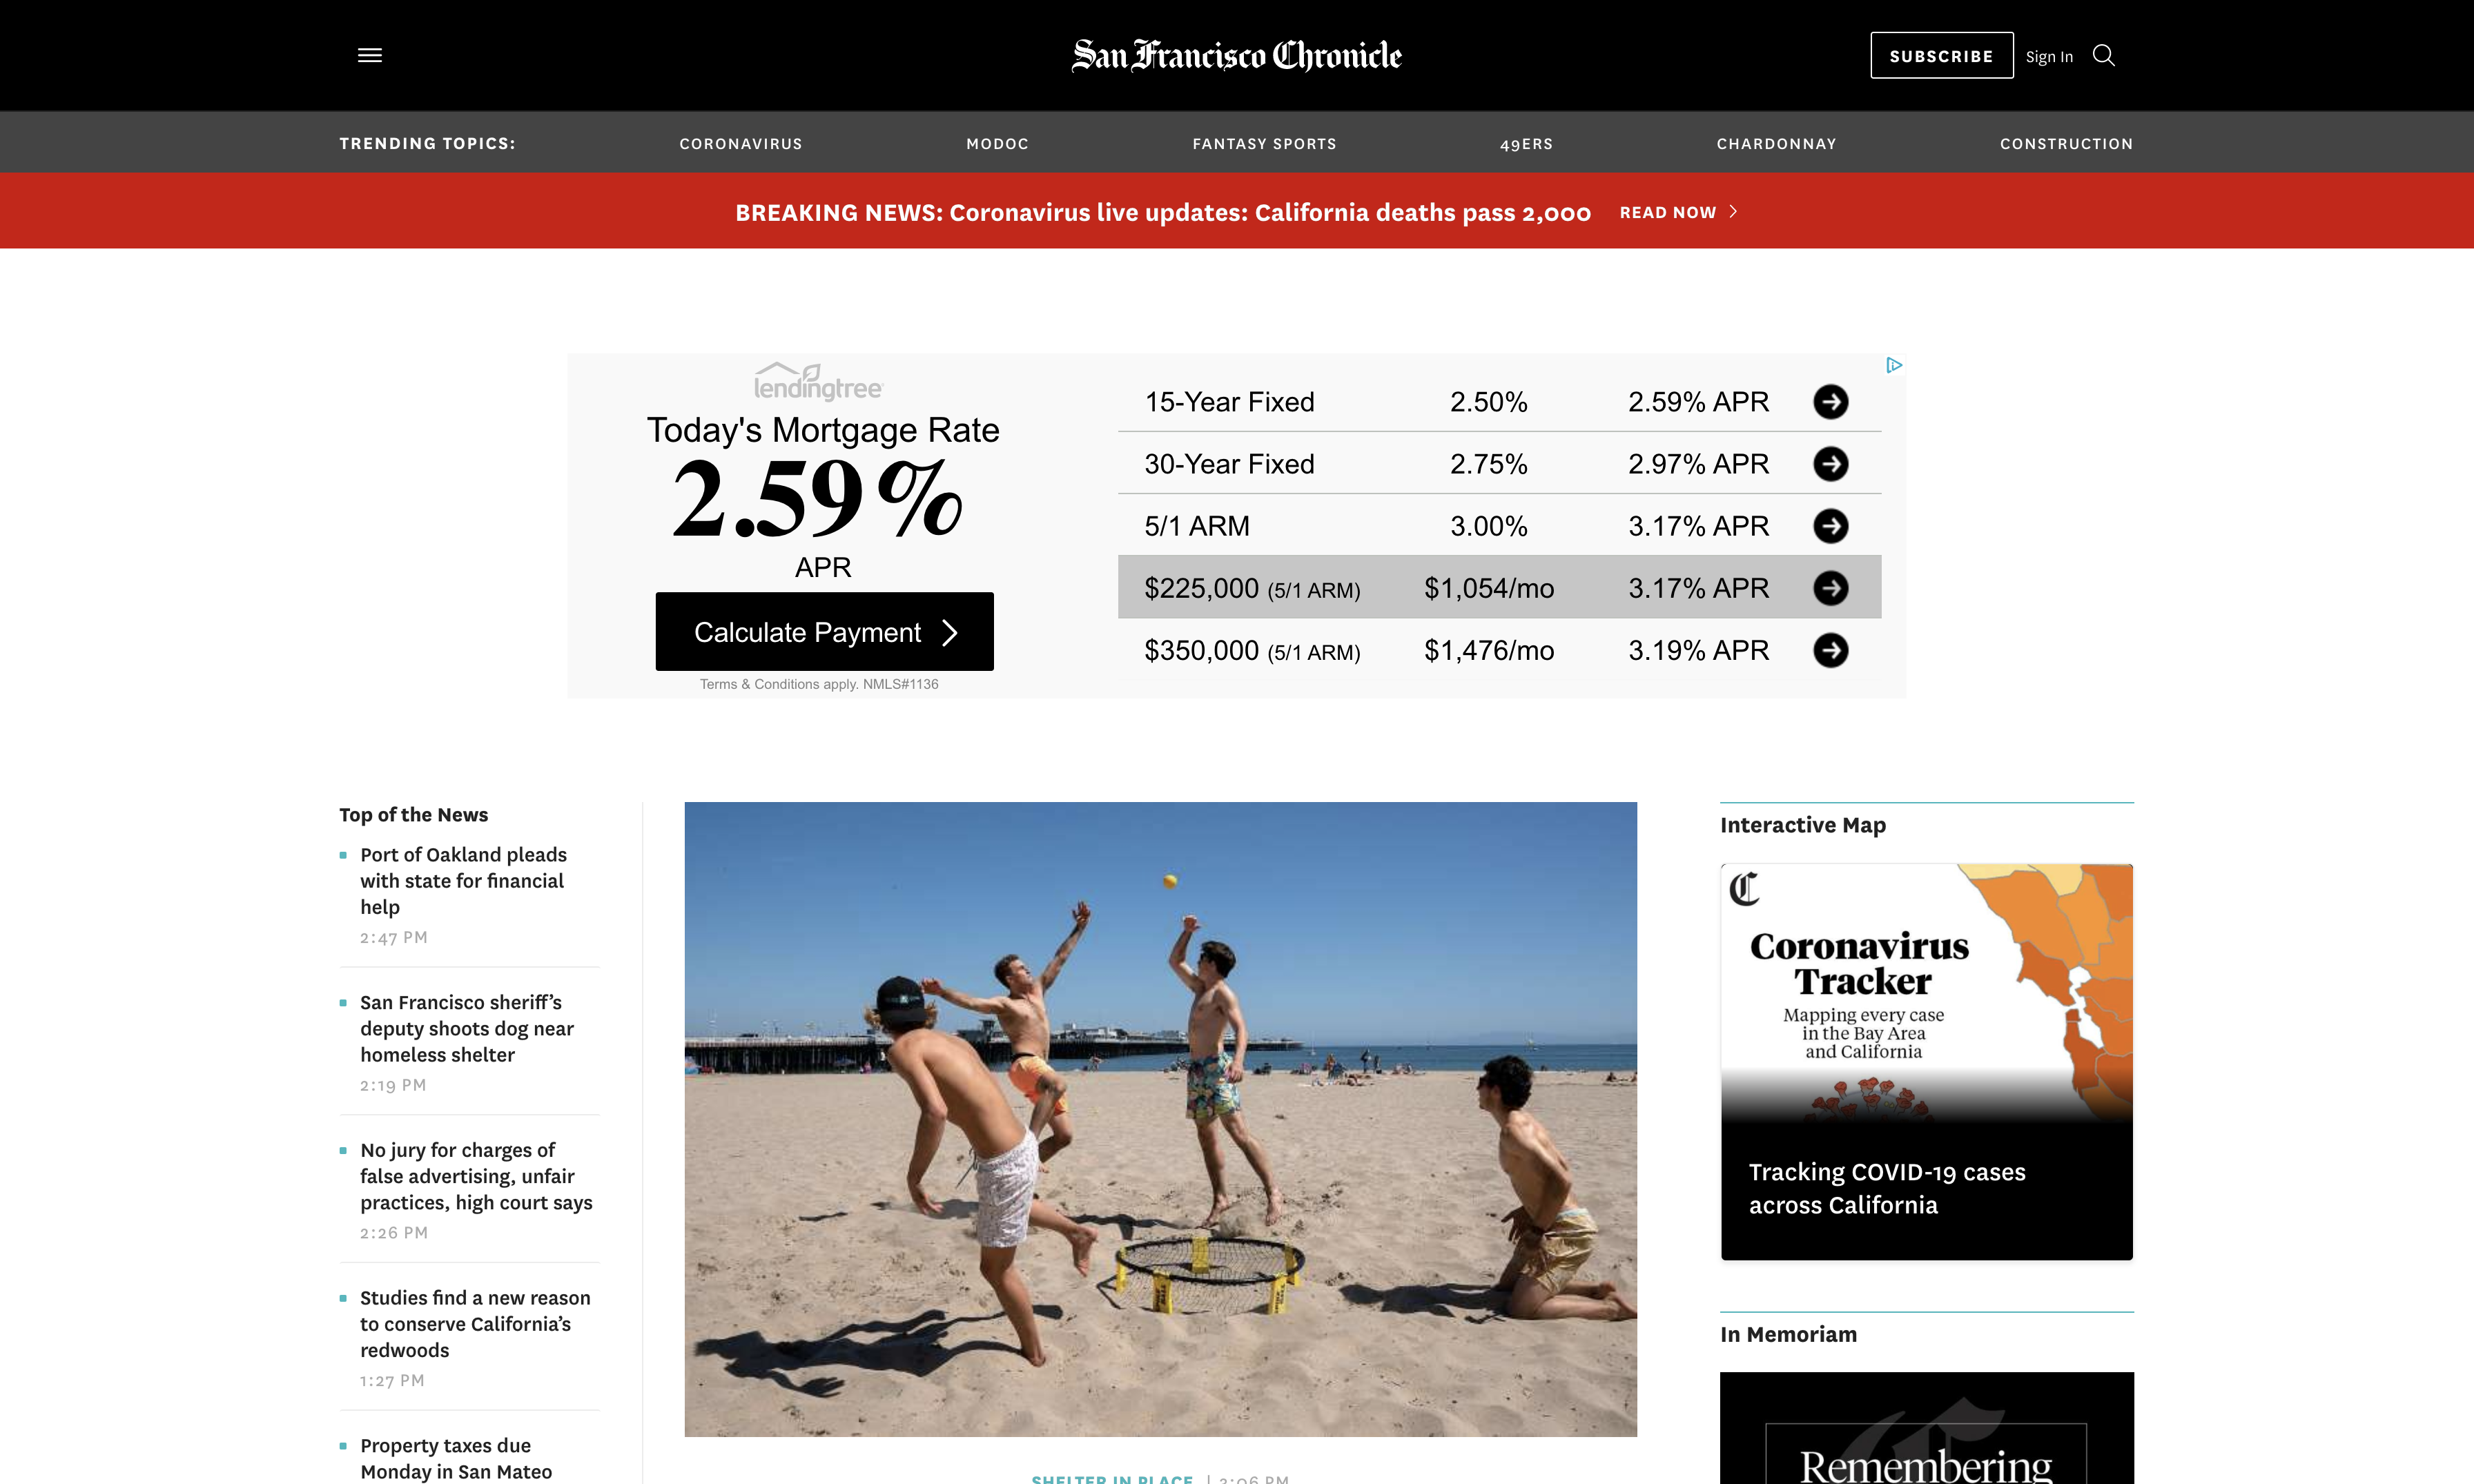 San Francisco Chronicle
SUBSCRIBE
Sign In
TRENDING TOPICS:
CORONAVIRUS
MODOC
FANTASY SPORTS
49ERS
CHARDONNAY
CONSTRUCTION
BREAKING NEWS: Coronavirus live updates: California deaths pass 2,000 READ NOW
lendingtree
Today's Mortgage Rate
2.59%
APR
Calculate Payment
Terms & Conditions apply. NMLS#1136
15-Year Fixed 2.50% 2.59% APR
30-Year Fixed 2.75% 2.97% APR
5/1 ARM 3.00% 3.17% APR
$225,000 (5/1 ARM) $1,054/mo 3.17% APR
$350,000 (5/1 ARM) $1,476/mo 3.19% APR
Top of the News
Port of Oakland pleads
with state for financial
help
2:47 PM
San Francisco sheriff’s
deputy shoots dog near
homeless shelter
2:19 PM
No jury for charges of
false advertising, unfair
practices, high court says
2:26 PM
Studies find a new reason
to conserve California’s
redwoods
1:27 PM
Property taxes due
Monday in San Mateo
SHELTER IN PLACE | 2:06 PM
Interactive Map
C
Coronavirus
Tracker
Mapping every case
in the Bay Area
and California
Tracking COVID-19 cases
across California
In Memoriam
Remembering